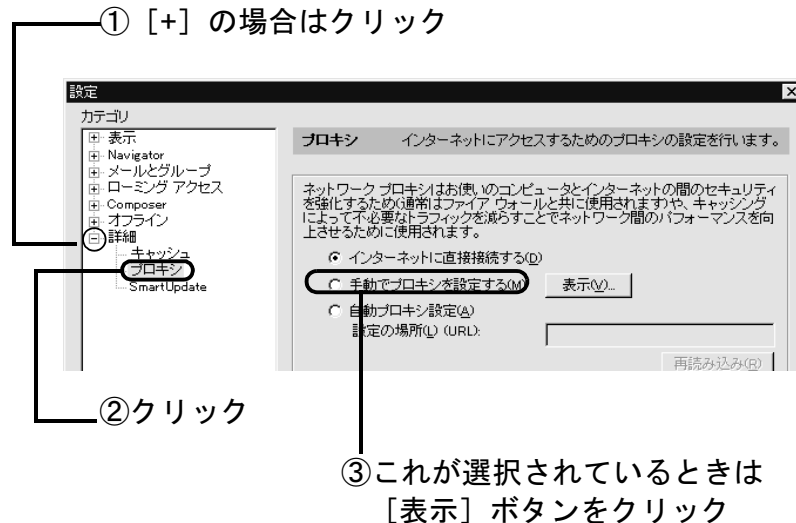 ①［+］の場合はクリック
設定
カテゴリ
表示
Navigator
メールとグループ
ローミング アクセス
Composer
オフライン
詳細
キャッシュ
プロキシ
SmartUpdate
プロキシ インターネットにアクセスするためのプロキシの設定を行います。
ネットワーク プロキシはお使いのコンピュータとインターネットの間のセキュリティ
を強化するため(通常はファイア ウォールと共に使用されます)や、キャッシング
によって不必要なトラフィックを減らすことでネットワーク間のパフォーマンスを向
上させるために使用されます。
インターネットに直接接続する(D)
手動でプロキシを設定する(M) 表示(V)...
自動プロキシ設定(A)
設定の場所(L) (URL):
再読み込み(R)
②クリック
③これが選択されているときは
［表示］ボタンをクリック